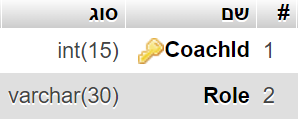 # שם סוג
1 CoachId int(15)
2 Role varchar(30)